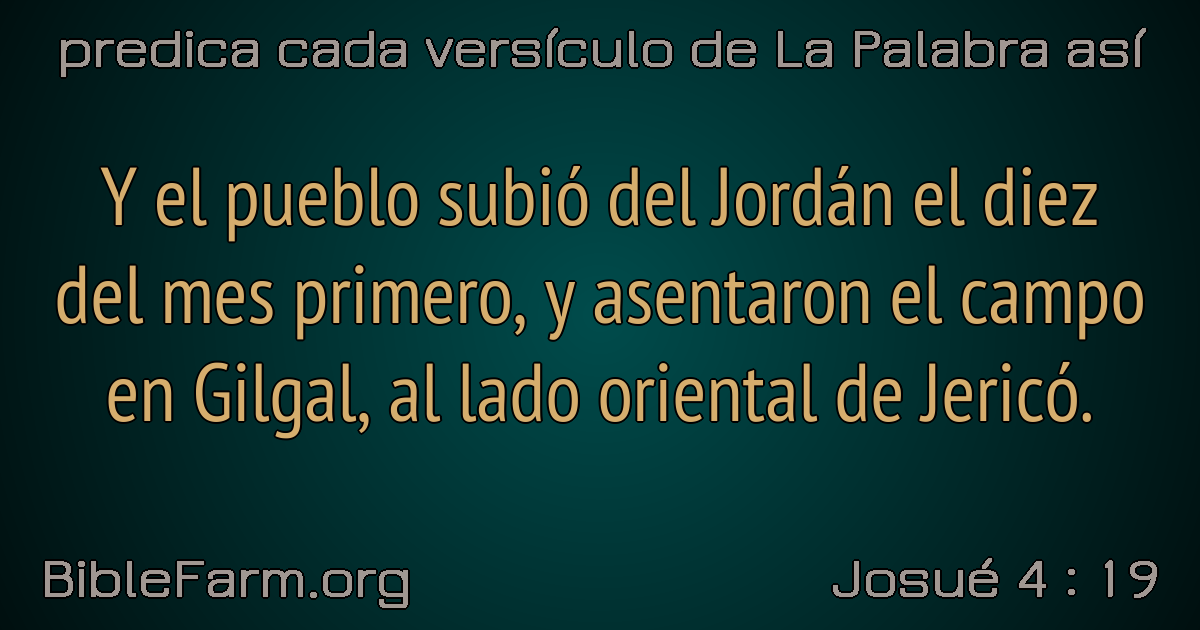 predica cada versículo de La Palabra así
Y el pueblo subió del Jordán el diez
del mes primero, y asentaron el campo
en Gilgal, al lado oriental de Jericó.
BibleFarm.org
Josué 4 : 19